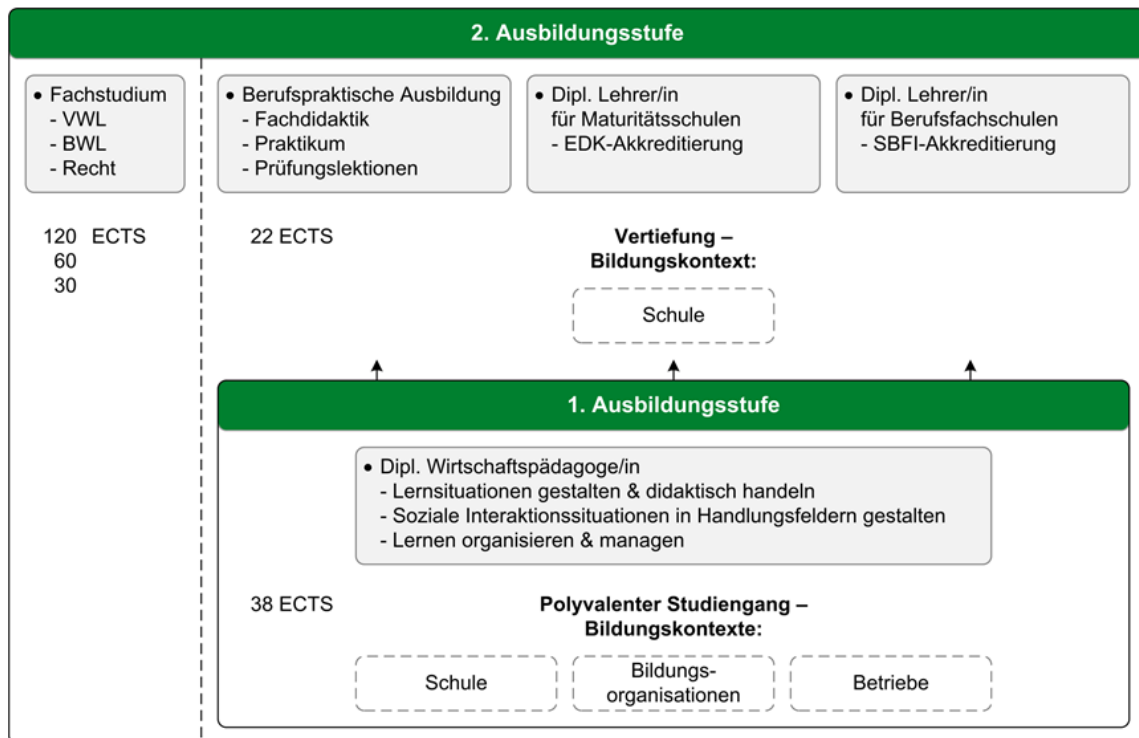 2. Ausbildungsstufe
• Fachstudium
- VWL
- BWL
- Recht
• Berufspraktische Ausbildung
- Fachdidaktik
- Praktikum
- Prüfungslektionen
• Dipl. Lehrer/in
für Maturitätsschulen
- EDK-Akkreditierung
• Dipl. Lehrer/in
für Berufsfachschulen
- SBFI-Akkreditierung
120 ECTS
60
30
22 ECTS
Vertiefung –
Bildungskontext:
Schule
1. Ausbildungsstufe
• Dipl. Wirtschaftspädagoge/in
- Lernsituationen gestalten & didaktisch handeln
- Soziale Interaktionssituationen in Handlungsfeldern gestalten
- Lernen organisieren & managen
38 ECTS
Polyvalenter Studiengang –
Bildungskontexte:
Schule
Bildungs-
organisationen
Betriebe